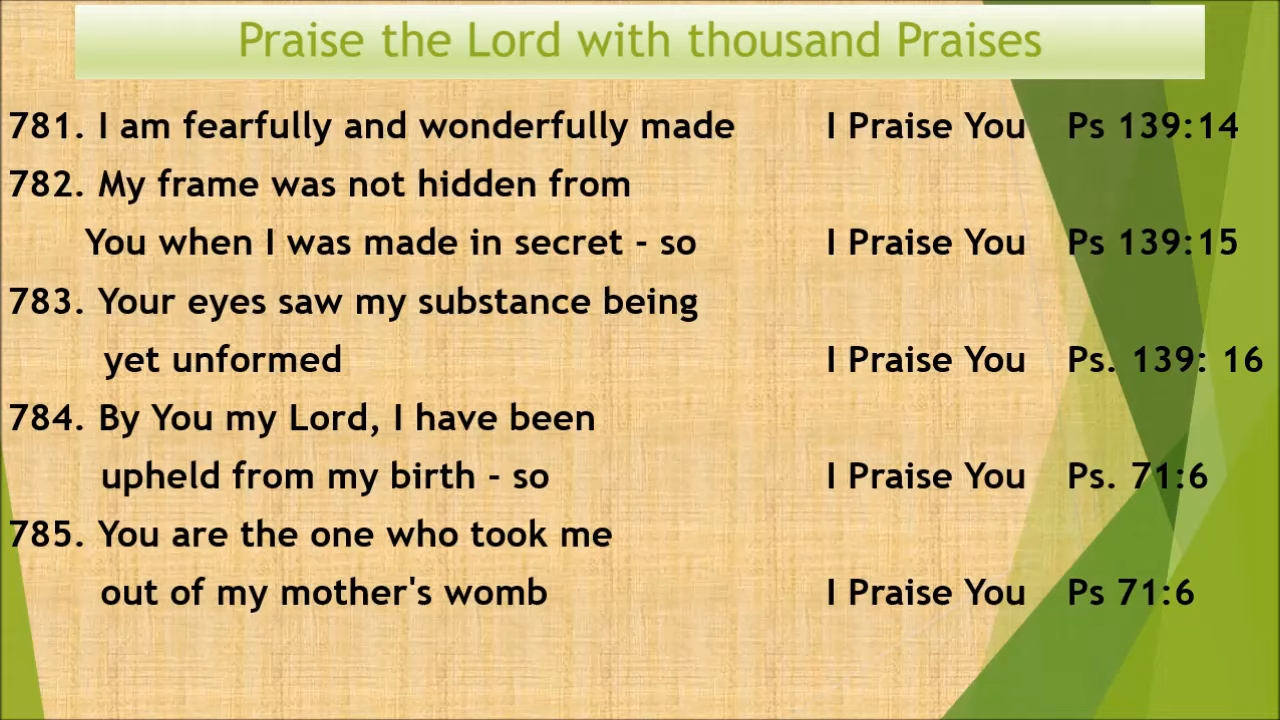 Praise the Lord with thousand Praises
781. I am fearfully and wonderfully made I Praise You Ps 139:14
782. My frame was not hidden from
You when I was made in secret - so I Praise You Ps 139:15
783. Your eyes saw my substance being
yet unformed I Praise You Ps. 139: 16
784. By You my Lord, I have been
upheld from my birth - so I Praise You Ps. 71:6
785. You are the one who took me
out of my mother's womb I Praise You Ps 71:6